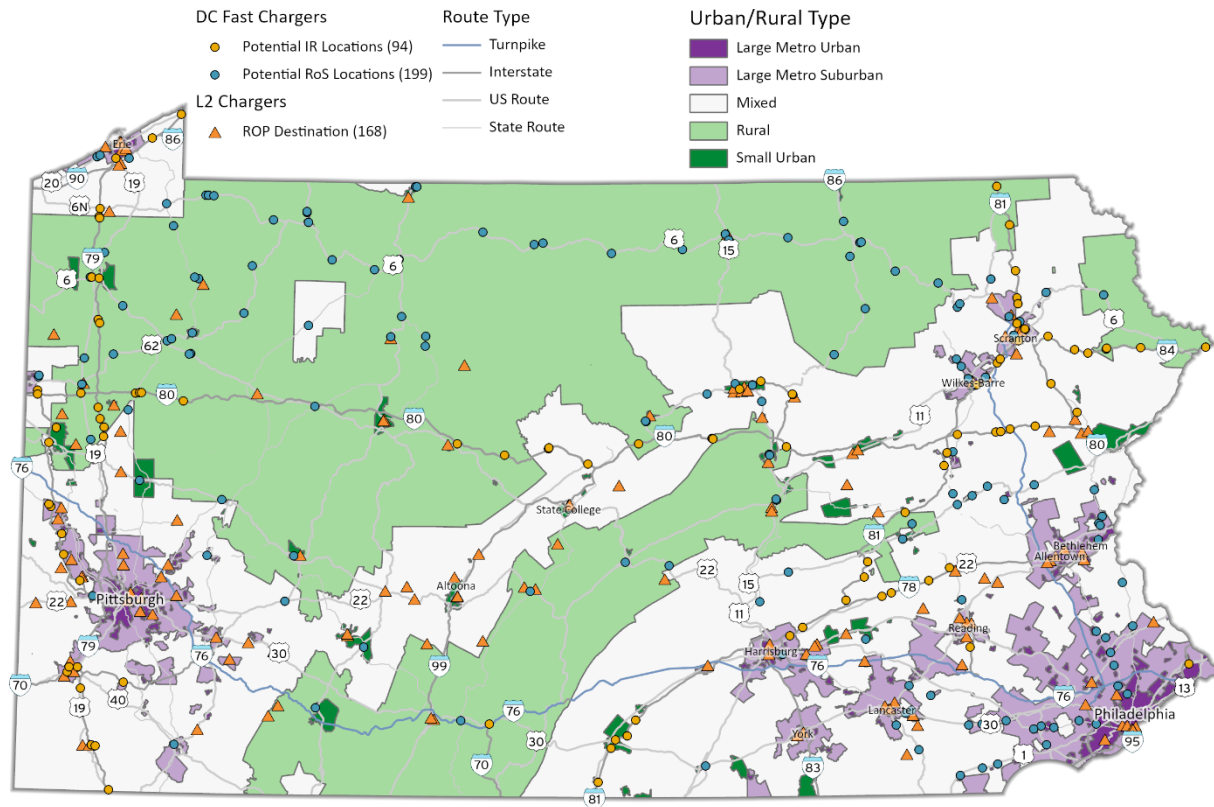 DC Fast Chargers
Potential IR Locations (94)
Potential RoS Locations (199)
L2 Chargers
ROP Destination (168)
Route Type
Turnpike
Interstate
US Route
State Route
Urban/Rural Type
Large Metro Urban
Large Metro Suburban
Mixed
Rural
Small Urban
Erie
86
20
90
19
6N
86
81
79
6
6
6
15
6
62
Scranton
84
80
Wilkes-Barre
11
80
80
80
19
76
State College
81
Bethlehem
Allentown
22
22
15
Altoona
22
78
Pittsburgh
22
11
Reading
79
76
30
99
Harrisburg
76
70
40
19
76
Lancaster
76
13
Philadelphia
30
York
30
95
1
70
83
81